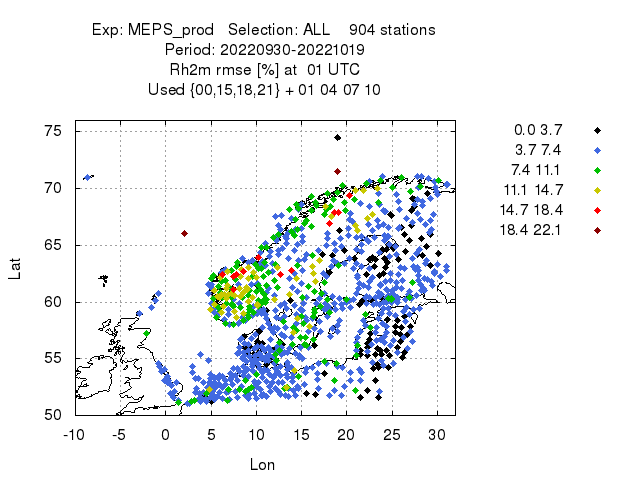 Exp: MEPS_prod   Selection: ALL    904 stations
Period: 20220930-20221019
Rh2m rmse [%] at  01 UTC
Used {00,15,18,21} + 01 04 07 10
75
70
65
60
55
50
Lat
-10 -5 0 5 10 15 20 25 30
Lon
0.0 3.7
3.7 7.4
7.4 11.1
11.1 14.7
14.7 18.4
18.4 22.1